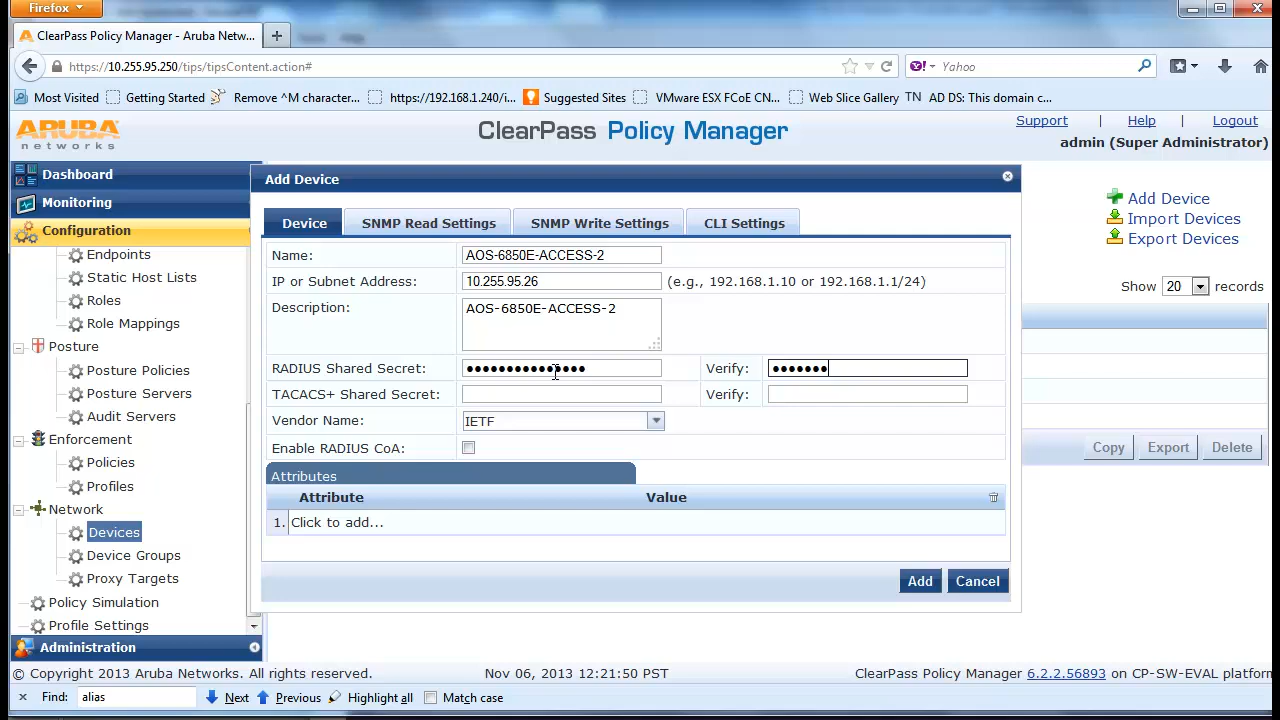 Firefox
ClearPass Policy Manager - Aruba Netw...
https://10.255.95.250/tips/tipsContent.action#
Yahoo
Most Visited Getting Started Remove ^M character... https://192.168.1.240/i... Suggested Sites VMware ESX FCoE CN... Web Slice Gallery TN AD DS: This domain c...
ARUBA
networks
ClearPass Policy Manager
Support | Help | Logout
admin (Super Administrator)
Dashboard
Monitoring
Configuration
Endpoints
Static Host Lists
Roles
Role Mappings
Posture
Posture Policies
Posture Servers
Audit Servers
Enforcement
Policies
Profiles
Network
Devices
Device Groups
Proxy Targets
Policy Simulation
Profile Settings
Administration
Add Device
Device SNMP Read Settings SNMP Write Settings CLI Settings
Name: AOS-6850E-ACCESS-2
IP or Subnet Address: 10.255.95.26 (e.g., 192.168.1.10 or 192.168.1.1/24)
Description: AOS-6850E-ACCESS-2
RADIUS Shared Secret: ●●●●●●●●●●●●●●● Verify: ●●●●●●●
TACACS+ Shared Secret: Verify:
Vendor Name: IETF
Enable RADIUS CoA:
Attributes
Attribute Value
1. Click to add...
Add Cancel
Add Device
Import Devices
Export Devices
Show 20 records
Copy Export Delete
© Copyright 2013 Aruba Networks. All rights reserved. Nov 06, 2013 12:21:50 PST ClearPass Policy Manager 6.2.2.56893 on CP-SW-EVAL platform
Find: alias Next Previous Highlight all Match case